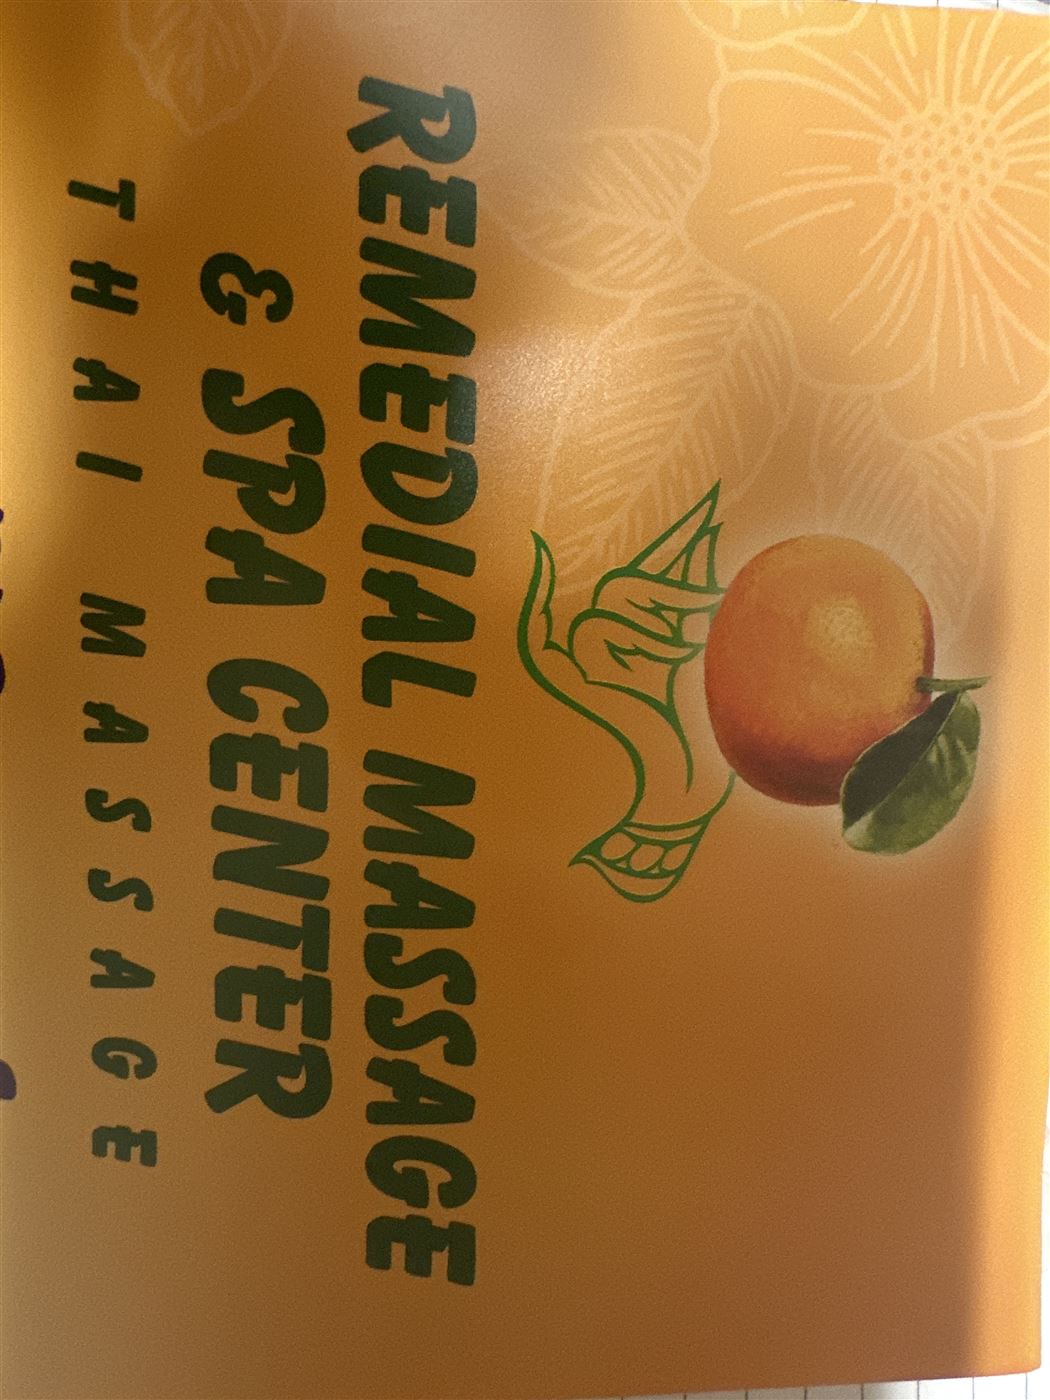 REMEDIAL MASSAGE
& SPA CENTER
THAI MASSAGE